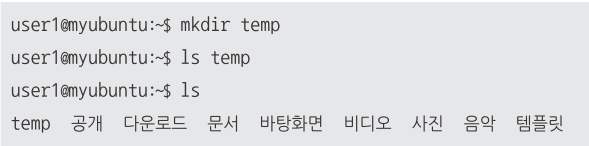 user1@myubuntu:~$ mkdir temp
user1@myubuntu:~$ ls temp
user1@myubuntu:~$ ls
temp 공개 다운로드 문서 바탕화면 비디오 사진 음악 템플릿